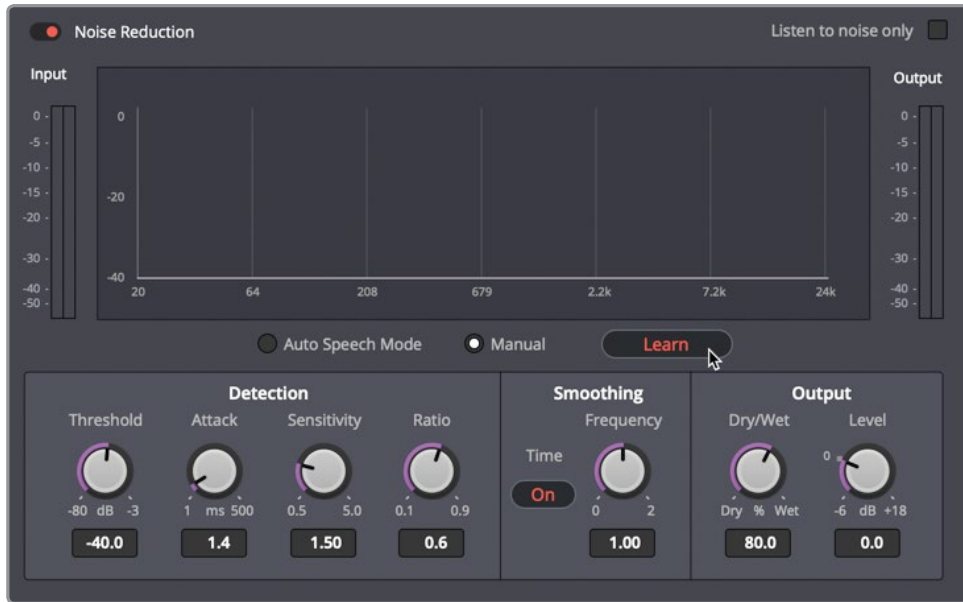 Noise Reduction
Listen to noise only
Input
Output
0 -
-5 -
-10 -
-15 -
-20 -
-30 -
-40 -
-50 -
0
-20
-40
20 64 208 679 2.2k 7.2k 24k
0 -
-5 -
-10 -
-15 -
-20 -
-30 -
-40 -
-50 -
Auto Speech Mode Manual Learn
Detection
Threshold Attack Sensitivity Ratio
-80 dB -3 1 ms 500 0.5 5.0 0.1 0.9
-40.0 1.4 1.50 0.6
Smoothing
Frequency
Time
On
0 2
1.00
Output
Dry/Wet Level
0
Dry % Wet -6 dB +18
80.0 0.0